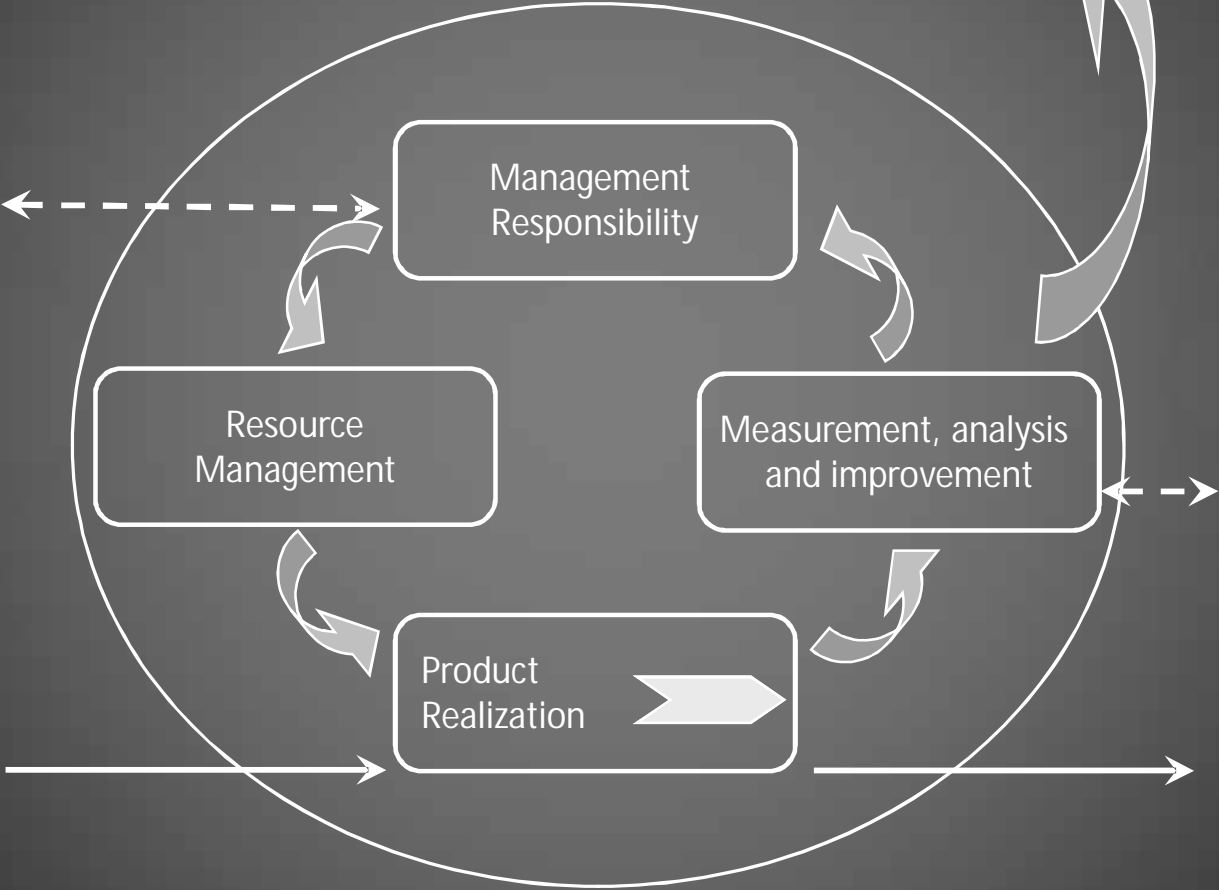 Management
Responsibility
Resource
Management
Measurement, analysis
and improvement
Product
Realization